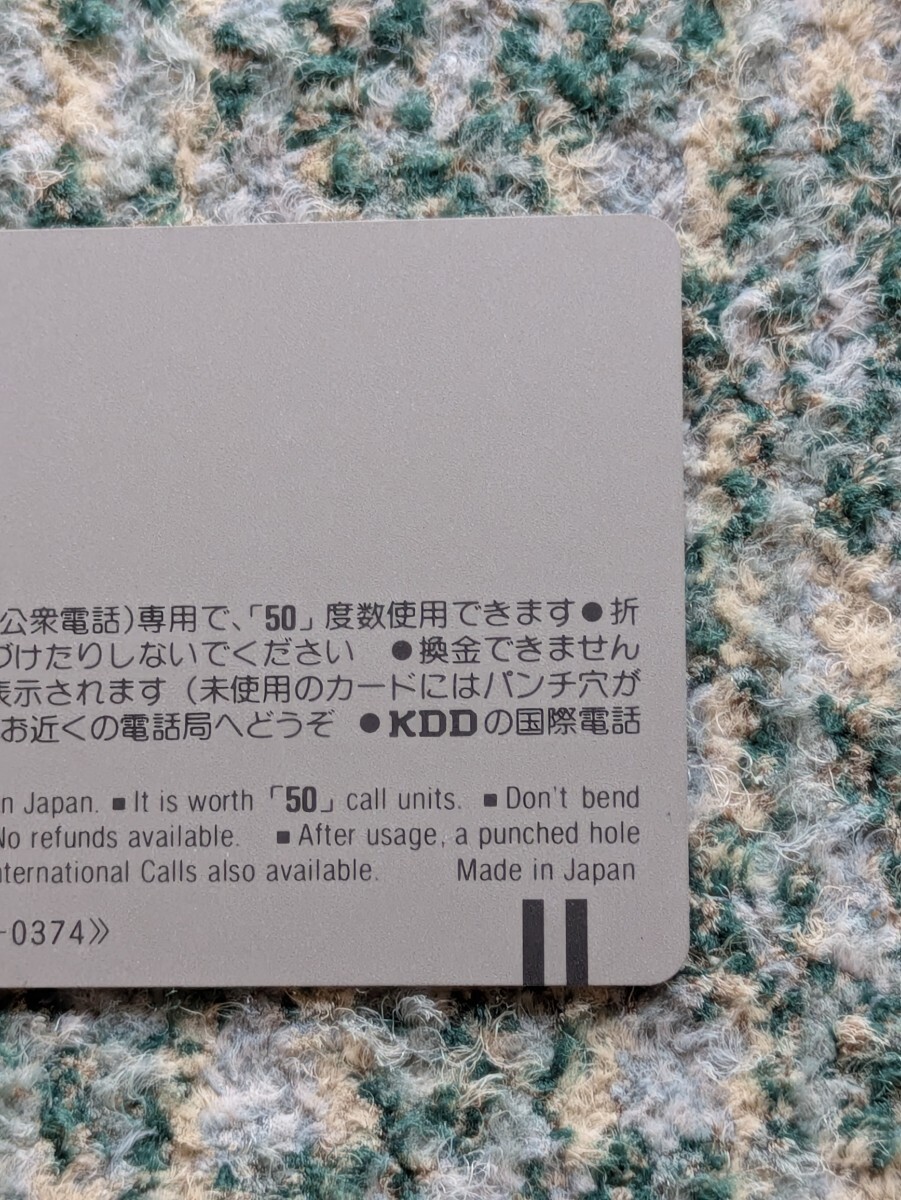 公衆電話)専用で、「50」度数使用できます●折
づけたりしないでください ●換金できません
表示されます (未使用のカードにはパンチ穴が
お近くの電話局へどうぞ ●KDDの国際電話
n Japan. ■ It is worth「50」call units. ■ Don't bend
No refunds available. ■ After usage, a punched hole
nternational Calls also available. Made in Japan
-0374》